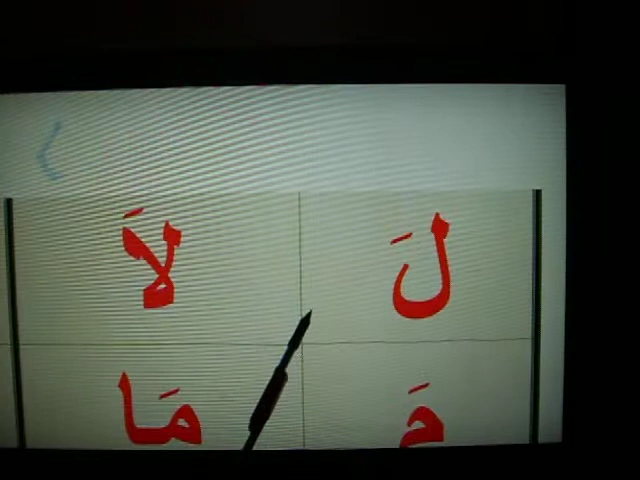 لَ لاَ
مَ مَا